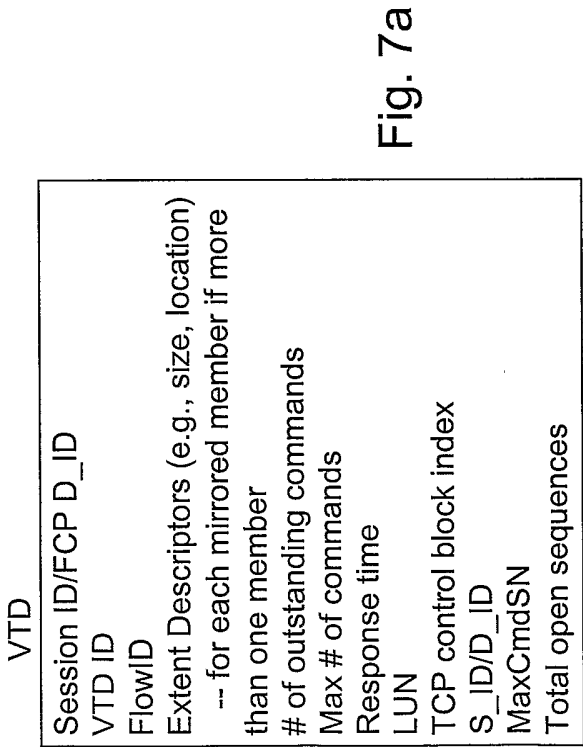 VTD
Session ID/FCP D_ID
VTD ID
FlowID
Extent Descriptors (e.g., size, location)
-- for each mirrored member if more
than one member
# of outstanding commands
Max # of commands
Response time
LUN
TCP control block index
S_ID/D_ID
MaxCmdSN
Total open sequences
Fig. 7a